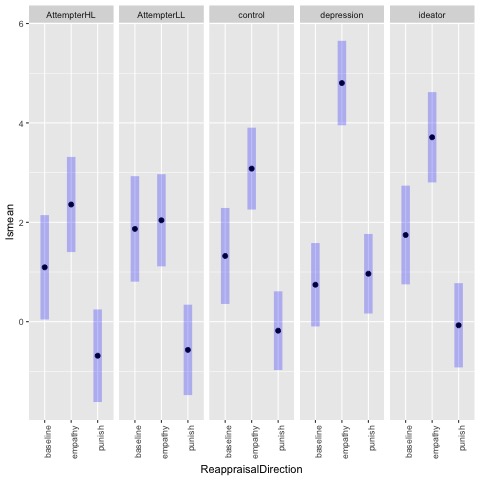 AttempterHL AttempterLL control depression ideator
6
4
2
0
lsmean
baseline empathy punish baseline empathy punish baseline empathy punish baseline empathy punish baseline empathy punish
ReappraisalDirection